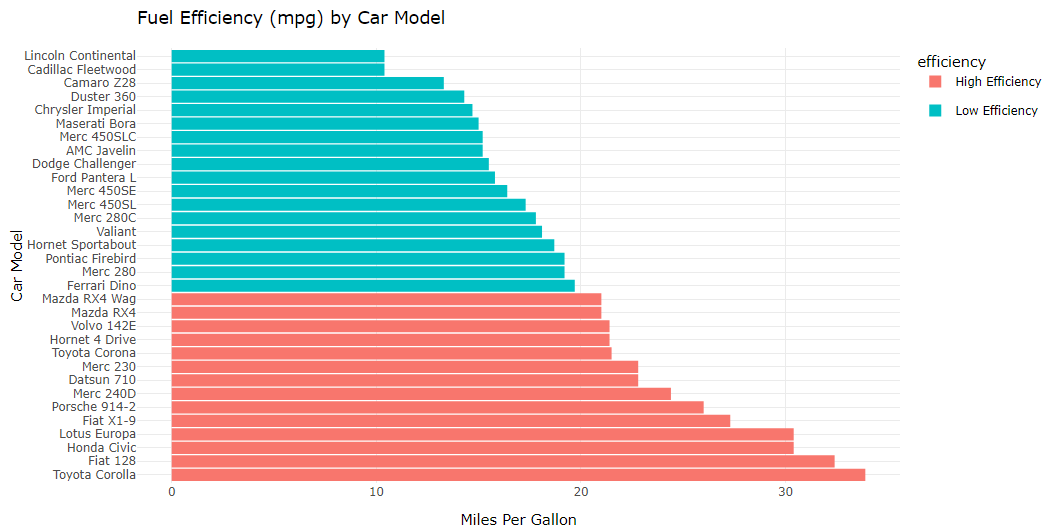 Fuel Efficiency (mpg) by Car Model
Lincoln Continental
Cadillac Fleetwood
Camaro Z28
Duster 360
Chrysler Imperial
Maserati Bora
Merc 450SLC
AMC Javelin
Dodge Challenger
Ford Pantera L
Merc 450SE
Merc 450SL
Merc 280C
Valiant
Hornet Sportabout
Pontiac Firebird
Merc 280
Ferrari Dino
Mazda RX4 Wag
Mazda RX4
Volvo 142E
Hornet 4 Drive
Toyota Corona
Merc 230
Datsun 710
Merc 240D
Porsche 914-2
Fiat X1-9
Lotus Europa
Honda Civic
Fiat 128
Toyota Corolla
Car Model
0 10 20 30
Miles Per Gallon
efficiency
High Efficiency
Low Efficiency